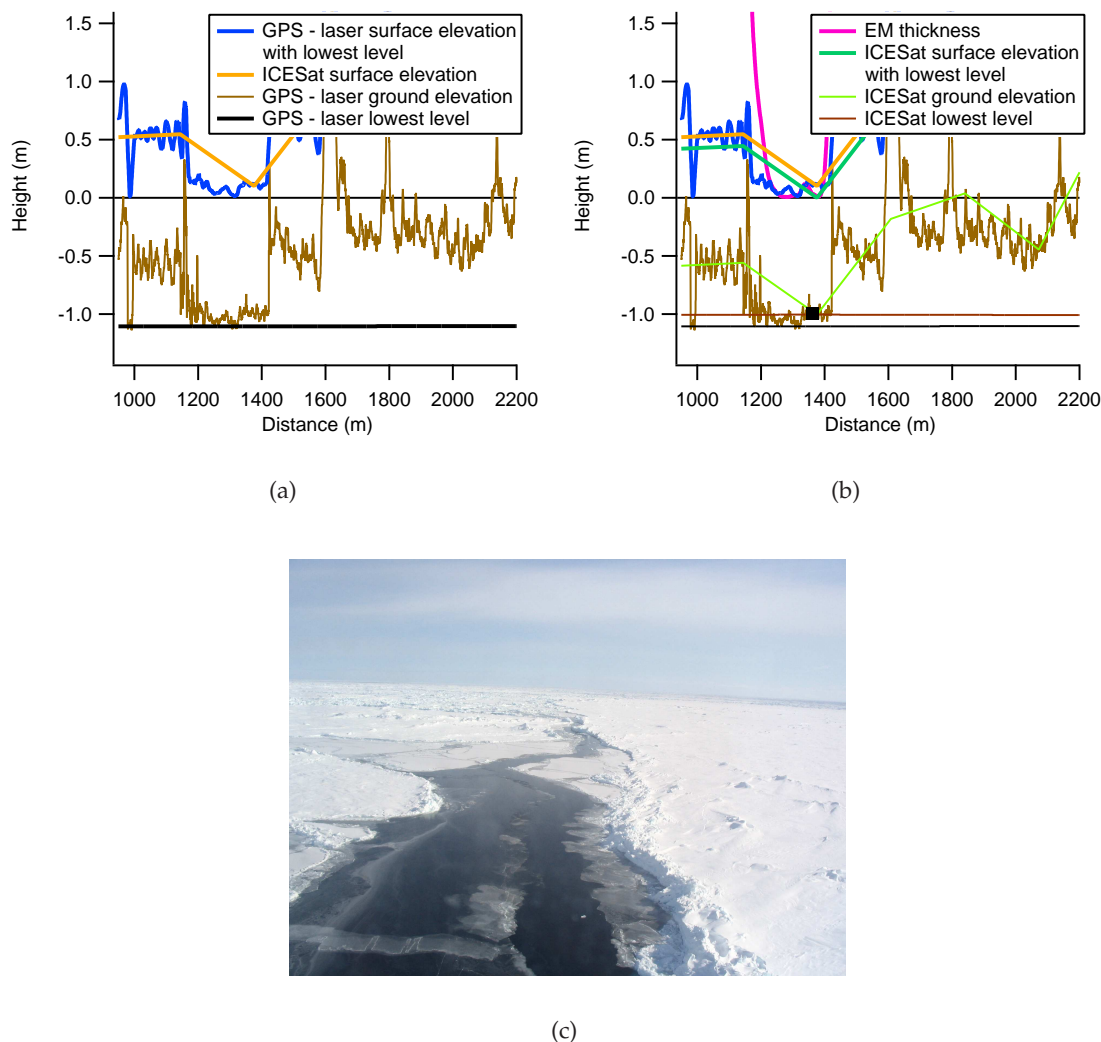 1.5
1.0
0.5
0.0
-0.5
-1.0
Height (m)
1000 1200 1400 1600 1800 2000 2200
Distance (m)
GPS - laser surface elevation
with lowest level
ICESat surface elevation
GPS - laser ground elevation
GPS - laser lowest level
(a)
1.5
1.0
0.5
0.0
-0.5
-1.0
Height (m)
1000 1200 1400 1600 1800 2000 2200
Distance (m)
EM thickness
ICESat surface elevation
with lowest level
ICESat ground elevation
ICESat lowest level
(b)
(c)